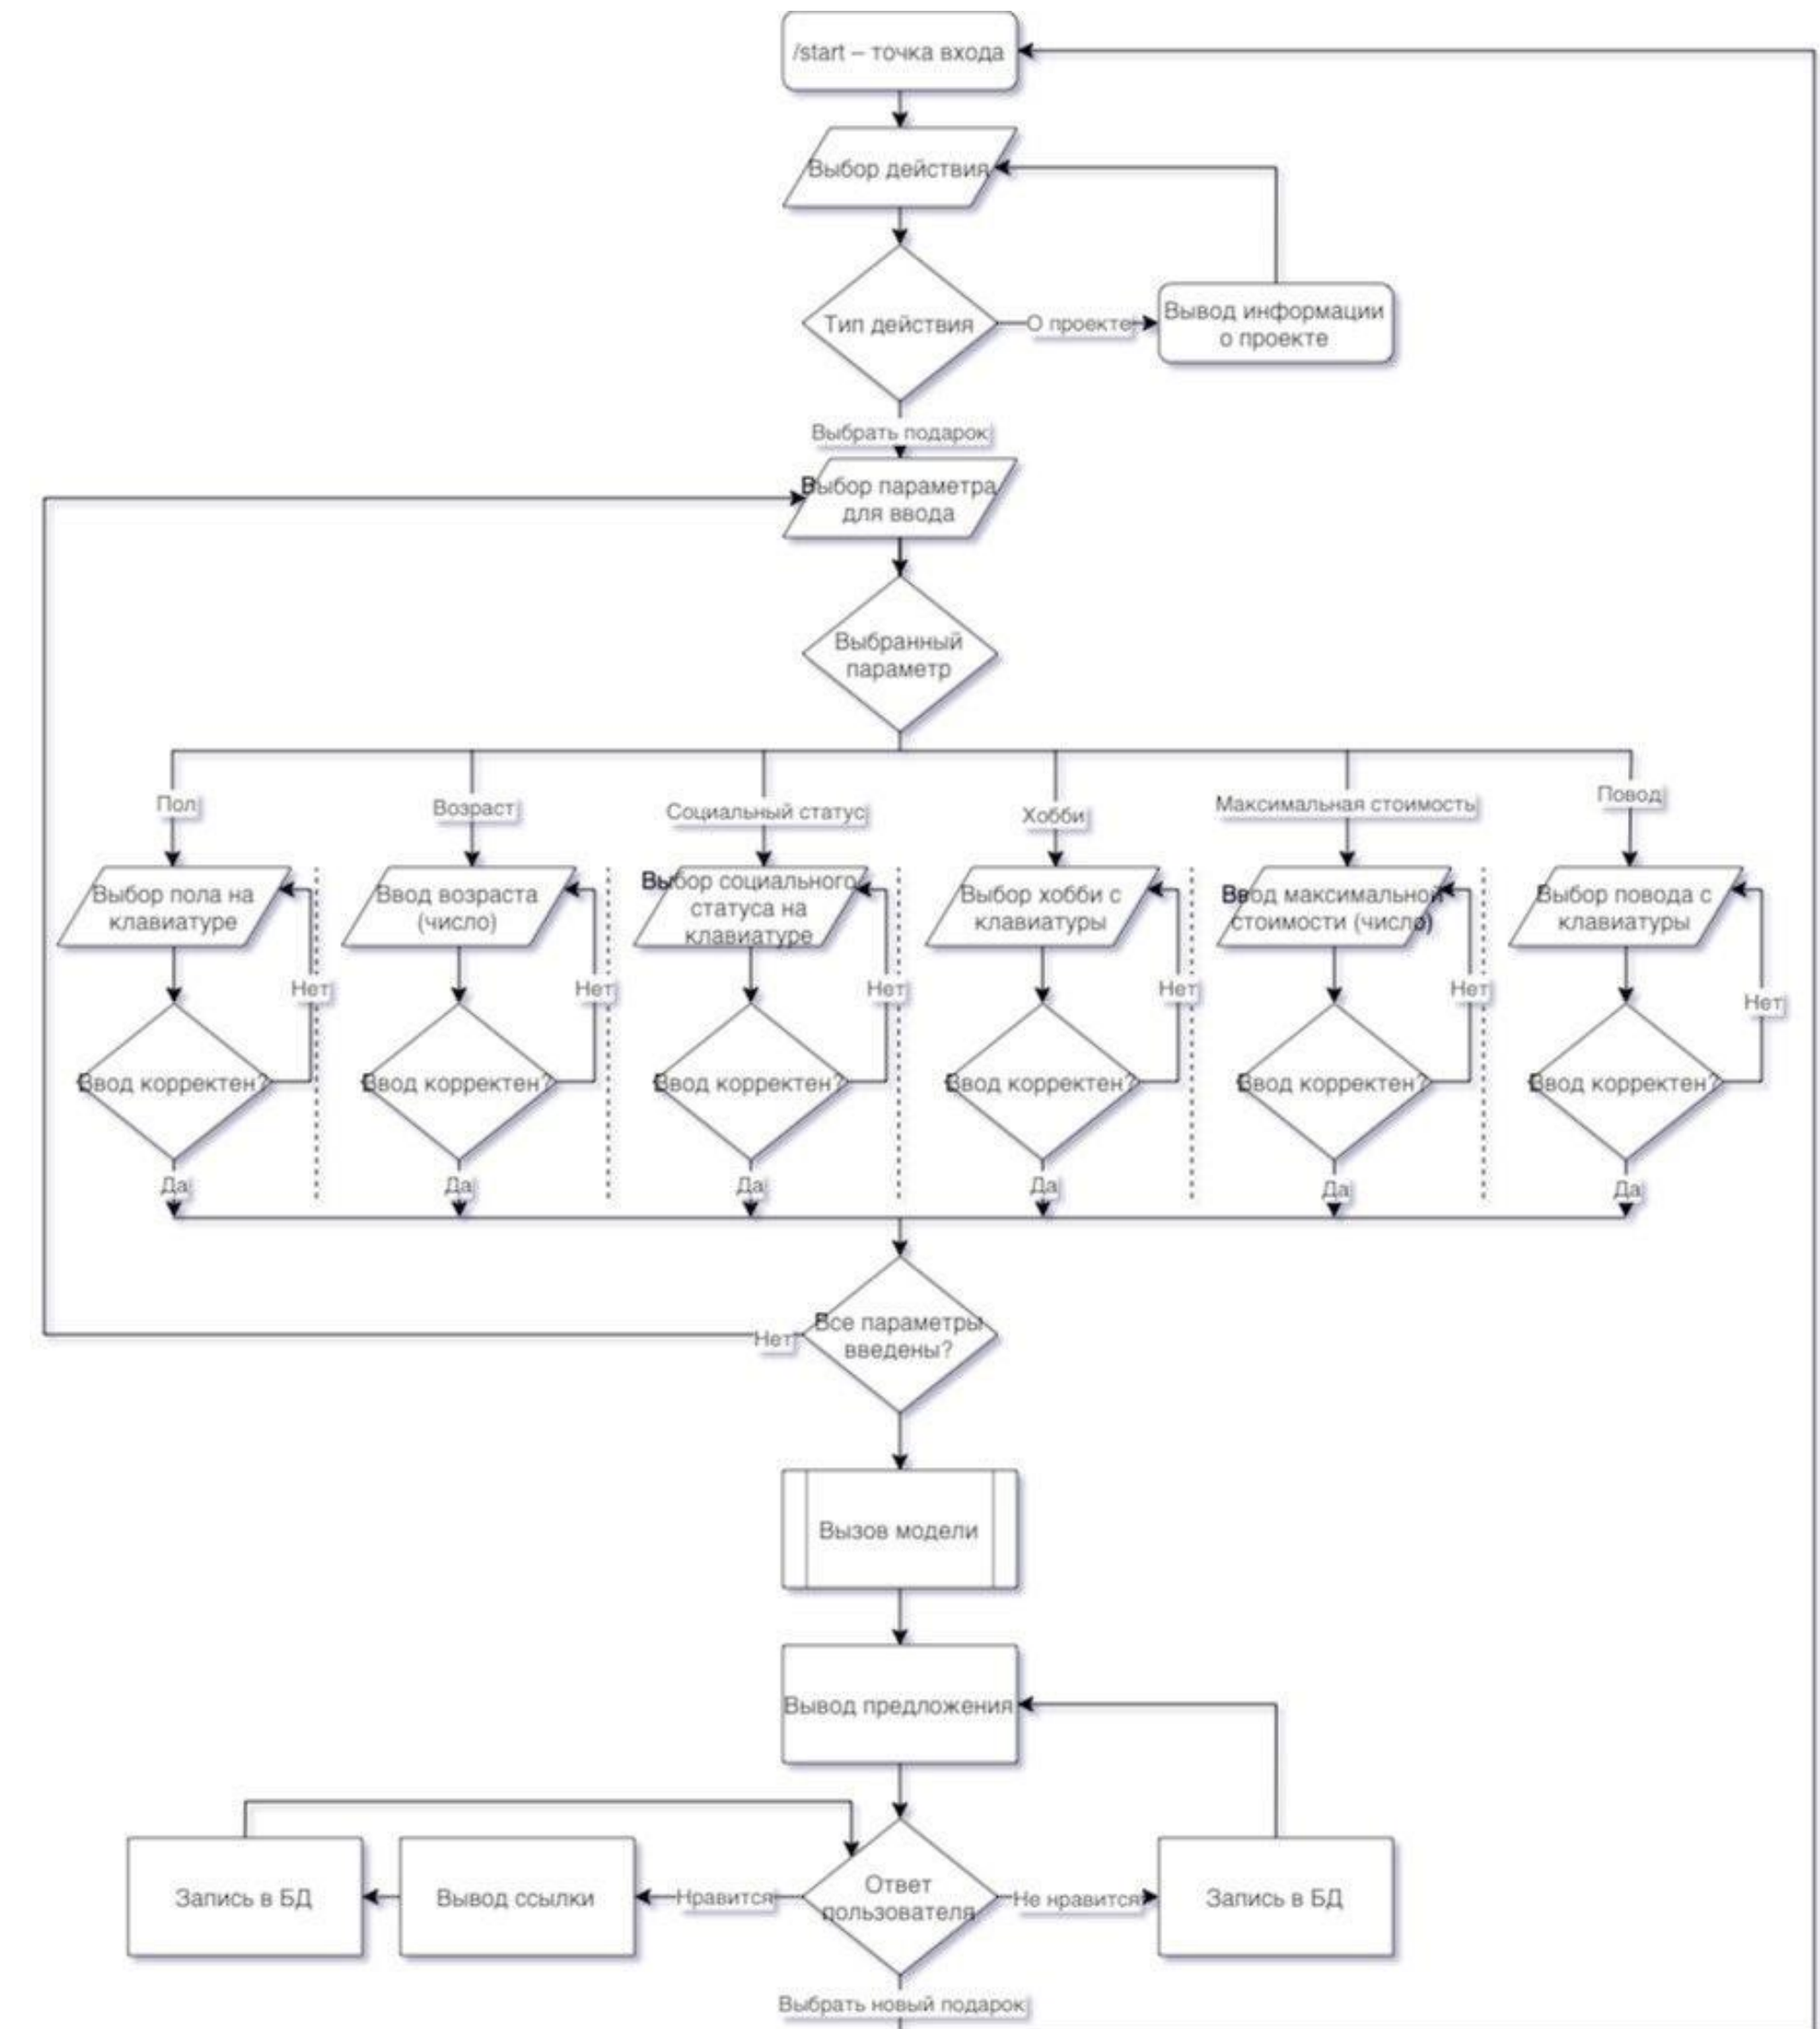 /start – точка входа
Выбор действия
Тип действия
О проекте
Вывод информации
о проекте
Выбрать подарок
Выбор параметра
для ввода
Выбранный
параметр
Пол
Возраст
Социальный статус
Хобби
Максимальная стоимость
Повод
Выбор пола на
клавиатуре
Ввод возраста
(число)
Выбор социального
статуса на
клавиатуре
Выбор хобби с
клавиатуры
Ввод максимальной
стоимости (число)
Выбор повода с
клавиатуры
Нет
Нет
Нет
Нет
Нет
Нет
Ввод корректен?
Ввод корректен?
Ввод корректен?
Ввод корректен?
Ввод корректен?
Ввод корректен?
Да
Да
Да
Да
Да
Да
Все параметры
введены?
Нет
Вызов модели
Вывод предложения
Запись в БД
Вывод ссылки
Нравится
Ответ
пользователя
Не нравится
Запись в БД
Выбрать новый подарок